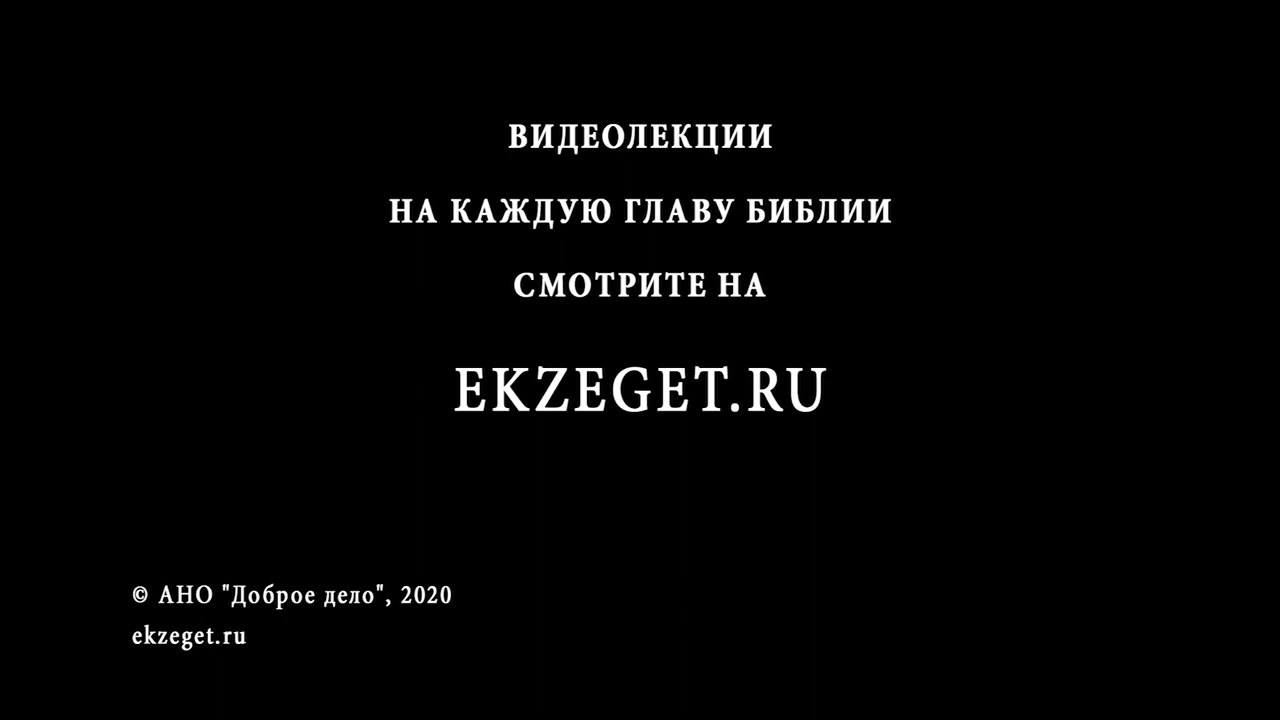 ВИДЕОЛЕКЦИИ
НА КАЖДУЮ ГЛАВУ БИБЛИИ
СМОТРИТЕ НА
EKZEGET.RU
© АНО "Доброе дело", 2020
ekzeget.ru